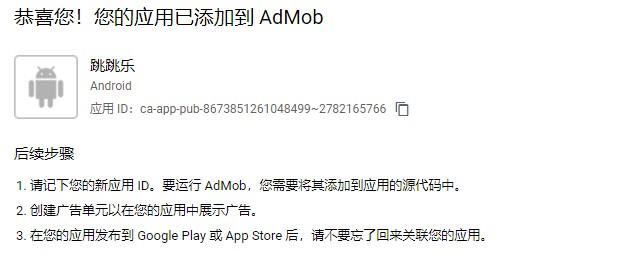 恭喜您！您的应用已添加到 AdMob
跳跳乐
Android
应用 ID：ca-app-pub-8673851261048499~2782165766
后续步骤
1. 请记下您的新应用 ID。要运行 AdMob，您需要将其添加到应用的源代码中。
2. 创建广告单元以在您的应用中展示广告。
3. 在您的应用发布到 Google Play 或 App Store 后，请不要忘了回来关联您的应用。